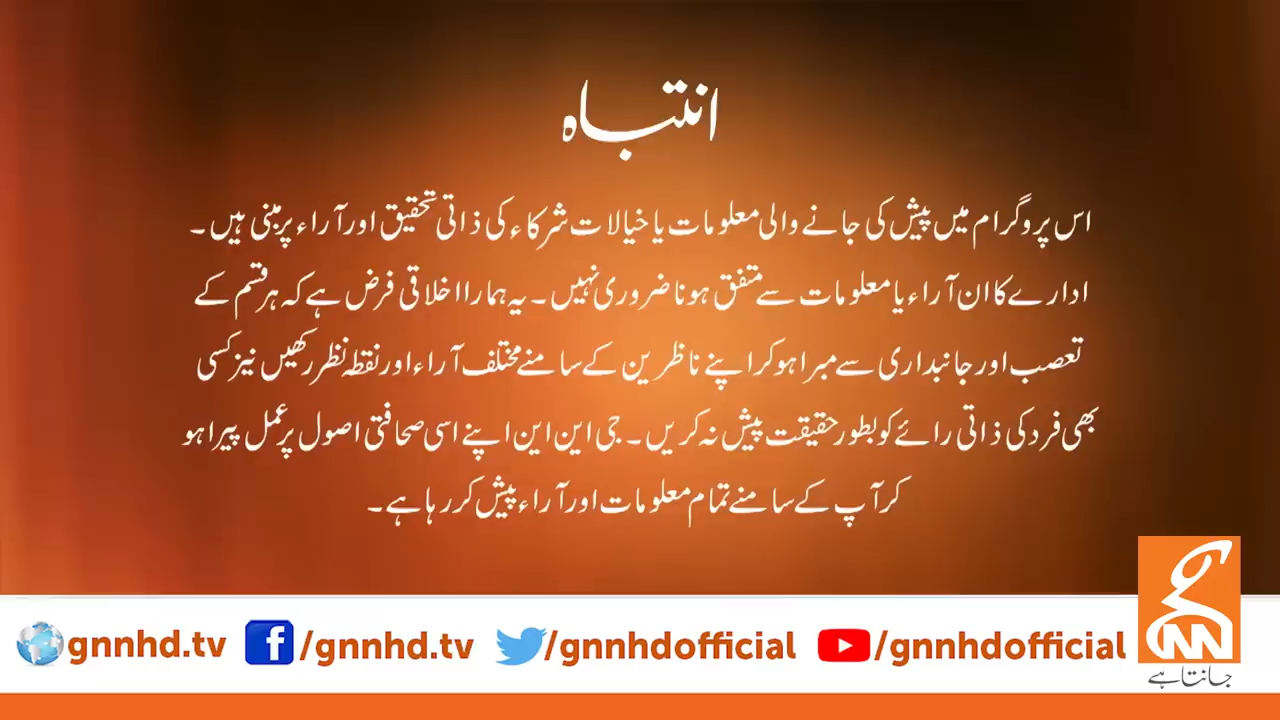 انتباہ
اس پروگرام میں پیش کی جانے والی معلومات یا خیالات شرکاء کی ذاتی تحقیق اور آراء پر مبنی ہیں۔
ادارے کا ان آراء یا معلومات سے متفق ہونا ضروری نہیں۔ یہ ہمارا اخلاقی فرض ہے کہ ہر قسم کے
تعصب اور جانبداری سے مبرا ہو کر اپنے ناظرین کے سامنے مختلف آراء اور نقطہ نظر رکھیں نیز کسی
بھی فرد کی ذاتی رائے کو بطور حقیقت پیش نہ کریں۔ جی این این اپنے اسی صحافتی اصول پر عمل پیرا ہو
کر آپ کے سامنے تمام معلومات اور آراء پیش کر رہا ہے۔
gnnhd.tv /gnnhd.tv /gnnhdofficial /gnnhdofficial
GNN
جانتا ہے